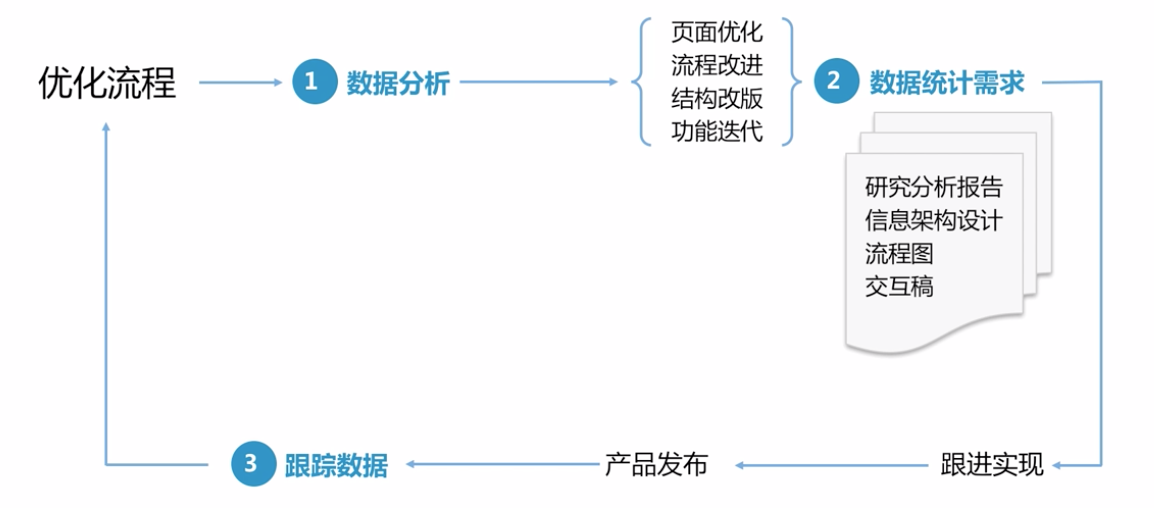 优化流程
1 数据分析
页面优化
流程改进
结构改版
功能迭代
2 数据统计需求
研究分析报告
信息架构设计
流程图
交互稿
3 跟踪数据
产品发布
跟进实现